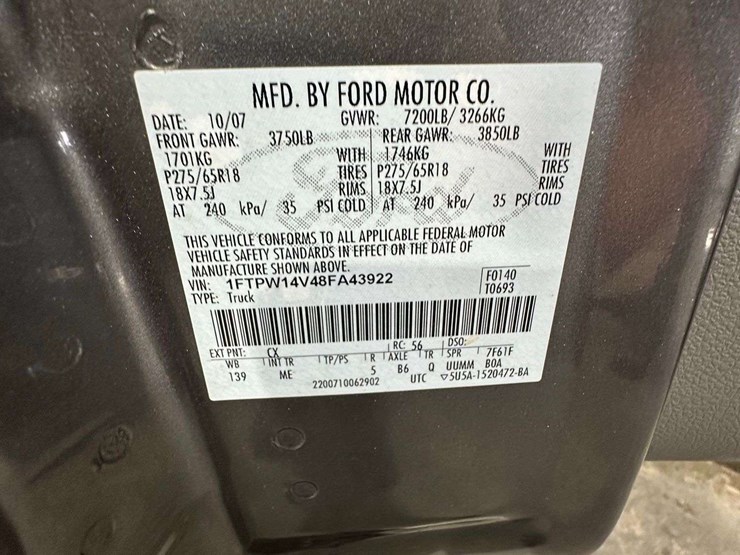 MFD. BY FORD MOTOR CO.
DATE: 10/07 GVWR: 7200LB/ 3266KG
FRONT GAWR: 3750LB REAR GAWR: 3850LB
1701KG WITH 1746KG WITH
P275/65R18 TIRES P275/65R18 TIRES
18X7.5J RIMS 18X7.5J RIMS
AT 240 kPa/ 35 PSI COLD AT 240 kPa/ 35 PSI COLD
THIS VEHICLE CONFORMS TO ALL APPLICABLE FEDERAL MOTOR
VEHICLE SAFETY STANDARDS IN EFFECT ON THE DATE OF
MANUFACTURE SHOWN ABOVE.
VIN: 1FTPW14V48FA43922 F0140
TYPE: Truck T0693
EXT PNT: CX RC: 56 DSO:
WB INT TR TP/PS R AXLE TR SPR 7F61F
139 ME 5 B6 Q UUMM BOA
2200710062902 UTC ▽5U5A-1520472-BA
Ford